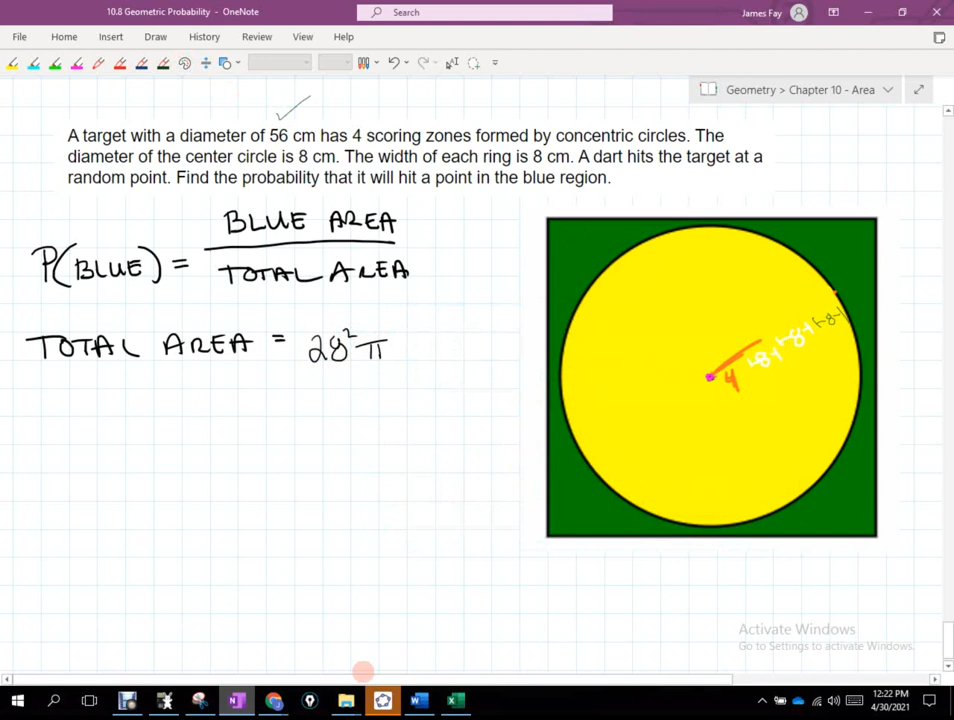 10.8 Geometric Probability - OneNote
Search
James Fay
File Home Insert Draw History Review View Help
Geometry > Chapter 10 - Area
A target with a diameter of 56 cm has 4 scoring zones formed by concentric circles. The
diameter of the center circle is 8 cm. The width of each ring is 8 cm. A dart hits the target at a
random point. Find the probability that it will hit a point in the blue region.
P(BLUE) = BLUE AREA
TOTAL AREA
TOTAL AREA = 28²π
4 8 8 8
Activate Windows
Go to Settings to activate Windows.
12:22 PM
4/30/2021